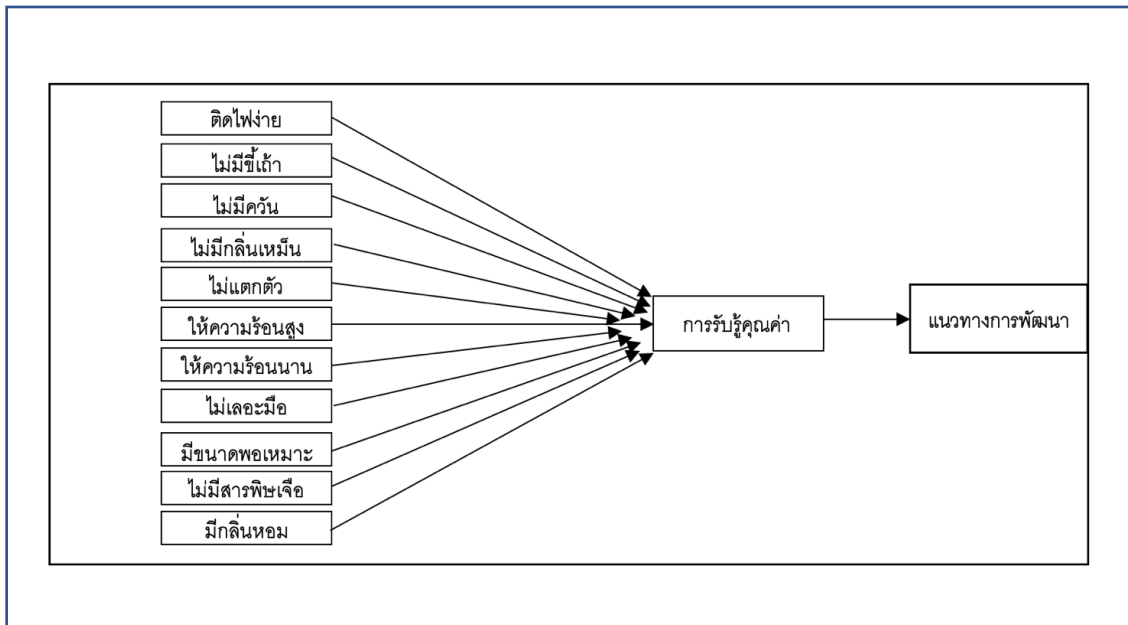 ติดไฟง่าย
ไม่มีขี้เถ้า
ไม่มีควัน
ไม่มีกลิ่นเหม็น
ไม่แตกตัว
ให้ความร้อนสูง
ให้ความร้อนนาน
ไม่เลอะมือ
มีขนาดพอเหมาะ
ไม่มีสารพิษเจือ
มีกลิ่นหอม
การรับรู้คุณค่า
แนวทางการพัฒนา